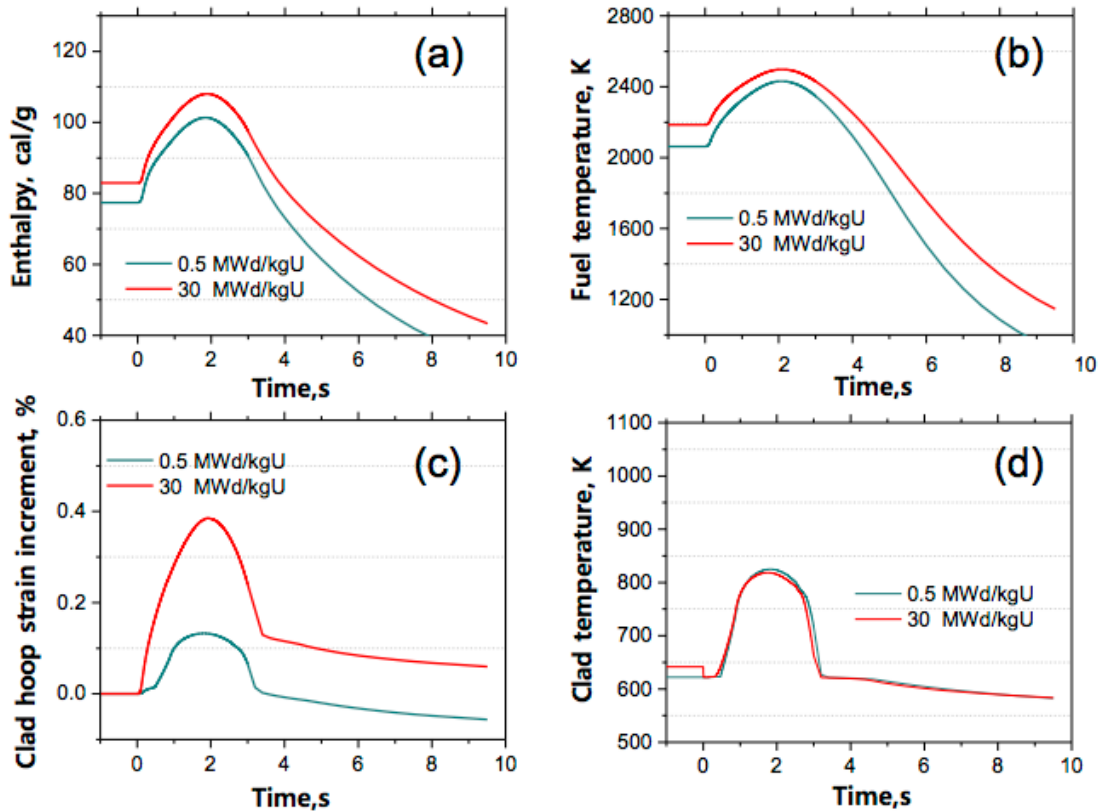 (a)
Enthalpy, cal/g
120
100
80
60
40
0.5 MWd/kgU
30 MWd/kgU
0 2 4 6 8 10
Time,s
(b)
Fuel temperature, K
2800
2400
2000
1600
1200
0.5 MWd/kgU
30 MWd/kgU
0 2 4 6 8 10
Time,s
(c)
Clad hoop strain increment, %
0.6
0.4
0.2
0.0
0.5 MWd/kgU
30 MWd/kgU
0 2 4 6 8 10
Time,s
(d)
Clad temperature, K
1100
1000
900
800
700
600
500
0.5 MWd/kgU
30 MWd/kgU
0 2 4 6 8 10
Time,s